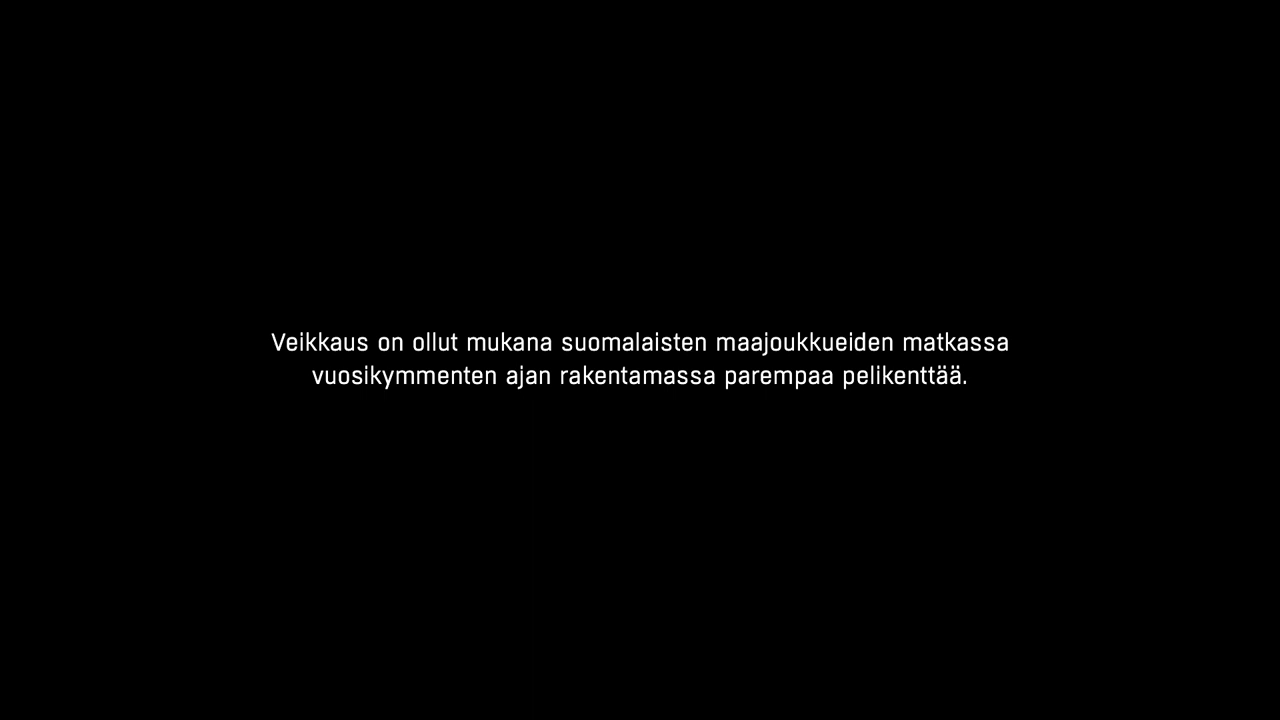 Veikkaus on ollut mukana suomalaisten maajoukkueiden matkassa
vuosikymmenten ajan rakentamassa parempaa pelikenttää.